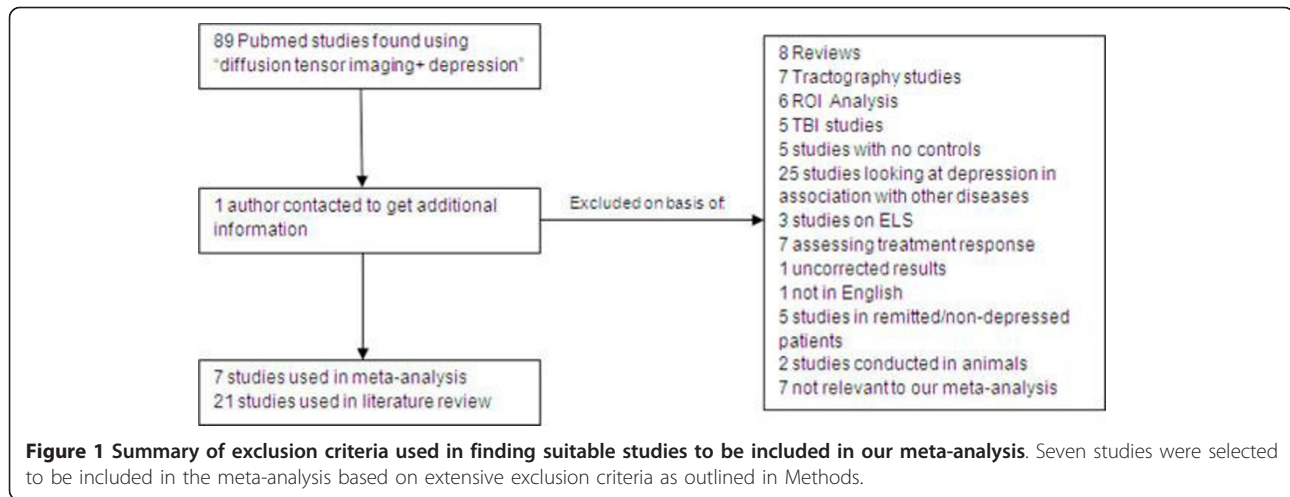 89 Pubmed studies found using
"diffusion tensor imaging+ depression"
1 author contacted to get additional
information
Excluded on basis of:
7 studies used in meta-analysis
21 studies used in literature review
8 Reviews
7 Tractography studies
6 ROI Analysis
5 TBI studies
5 studies with no controls
25 studies looking at depression in
association with other diseases
3 studies on ELS
7 assessing treatment response
1 uncorrected results
1 not in English
5 studies in remitted/non-depressed
patients
2 studies conducted in animals
7 not relevant to our meta-analysis
Figure 1 Summary of exclusion criteria used in finding suitable studies to be included in our meta-analysis. Seven studies were selected
to be included in the meta-analysis based on extensive exclusion criteria as outlined in Methods.